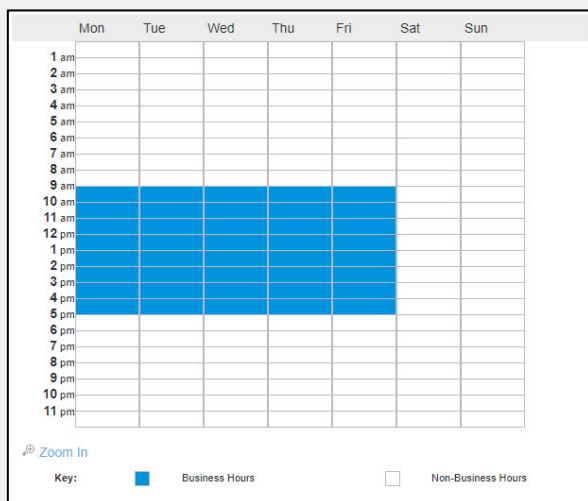 Mon Tue Wed Thu Fri Sat Sun
1 am
2 am
3 am
4 am
5 am
6 am
7 am
8 am
9 am
10 am
11 am
12 pm
1 pm
2 pm
3 pm
4 pm
5 pm
6 pm
7 pm
8 pm
9 pm
10 pm
11 pm
Zoom In
Key: Business Hours Non-Business Hours